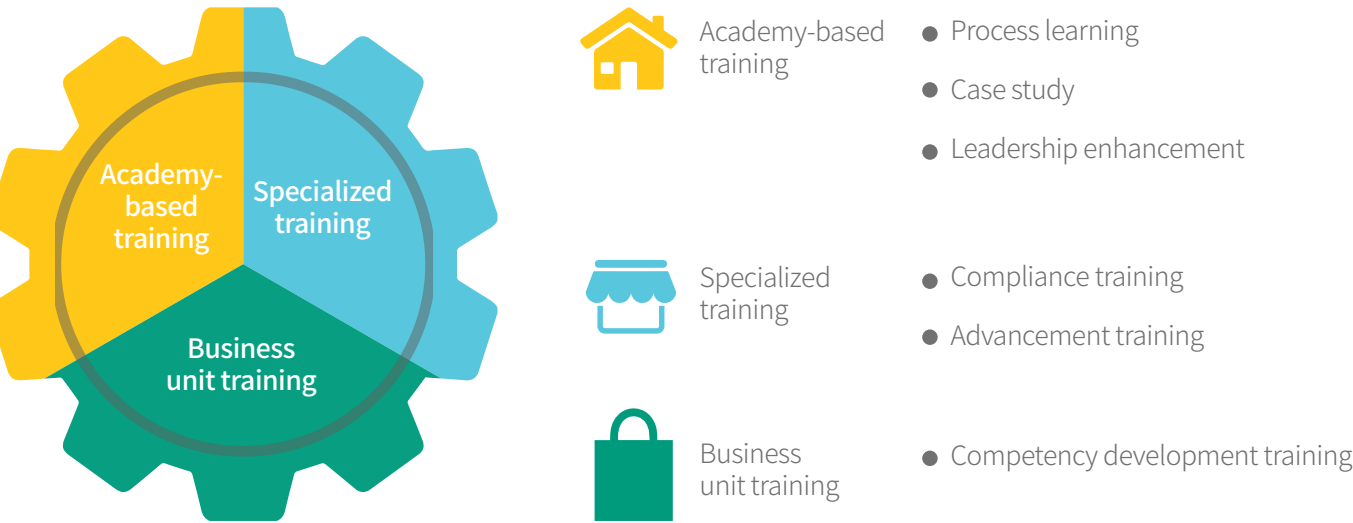 Academy-
based
training
Specialized
training
Business
unit training
Academy-based
training
● Process learning
● Case study
● Leadership enhancement
Specialized
training
● Compliance training
● Advancement training
Business
unit training
● Competency development training